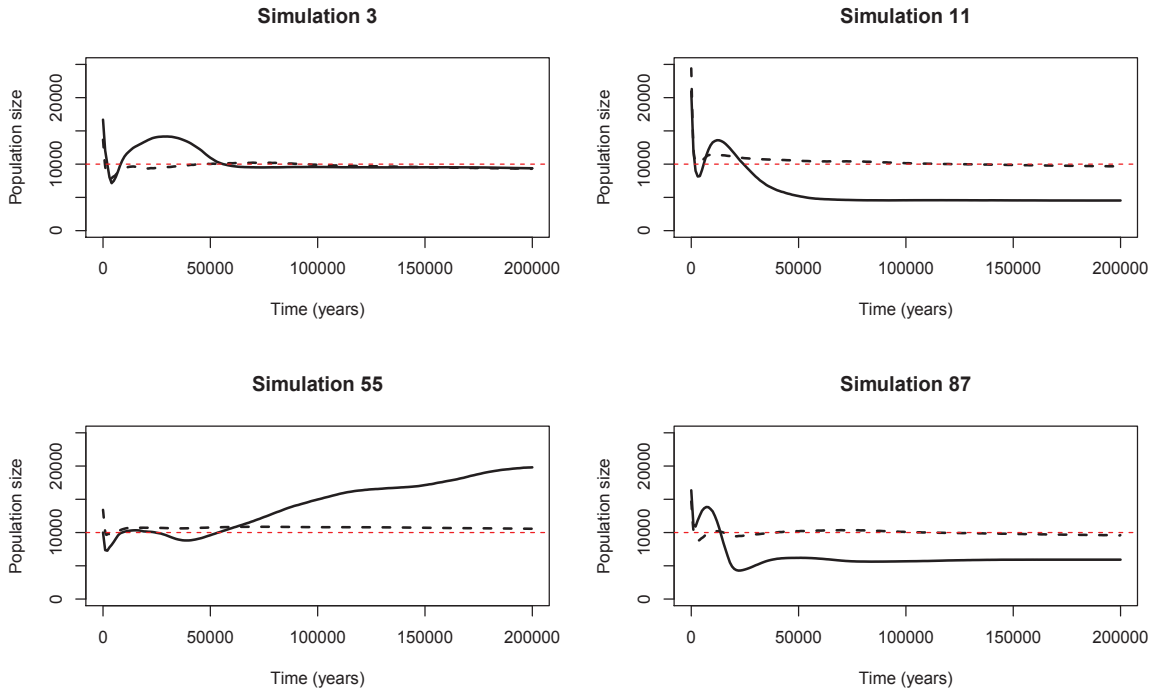 Simulation 3
Population size
20000
10000
0
0 50000 100000 150000 200000
Time (years)
Simulation 11
Population size
20000
10000
0
0 50000 100000 150000 200000
Time (years)
Simulation 55
Population size
20000
10000
0
0 50000 100000 150000 200000
Time (years)
Simulation 87
Population size
20000
10000
0
0 50000 100000 150000 200000
Time (years)